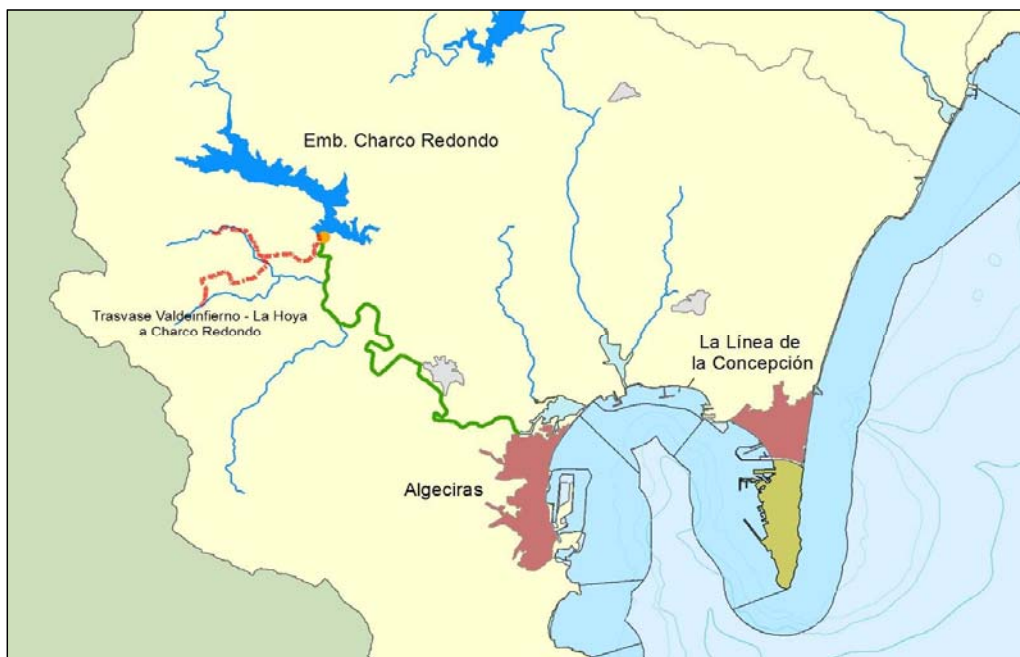 Emb. Charco Redondo
Trasvase Valdeinfierno - La Hoya
a Charco Redondo
La Línea de
la Concepción
Algeciras